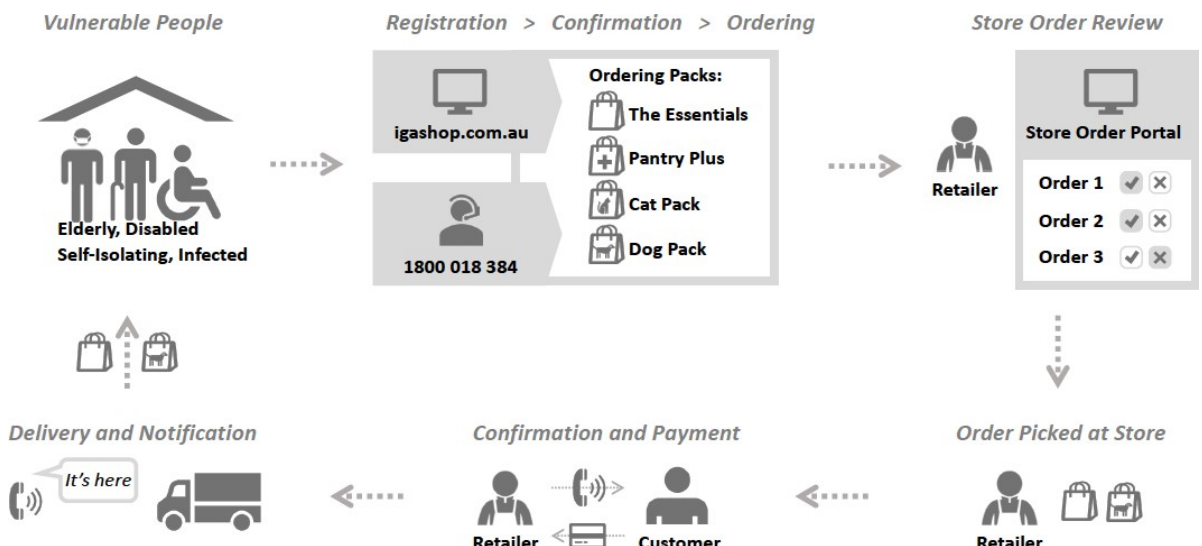 Vulnerable People
Registration > Confirmation > Ordering
Store Order Review
Elderly, Disabled
Self-Isolating, Infected
igashop.com.au
1800 018 384
Ordering Packs:
The Essentials
Pantry Plus
Cat Pack
Dog Pack
Retailer
Store Order Portal
Order 1
Order 2
Order 3
Delivery and Notification
Confirmation and Payment
Order Picked at Store
It's here
Retailer
Customer
Retailer